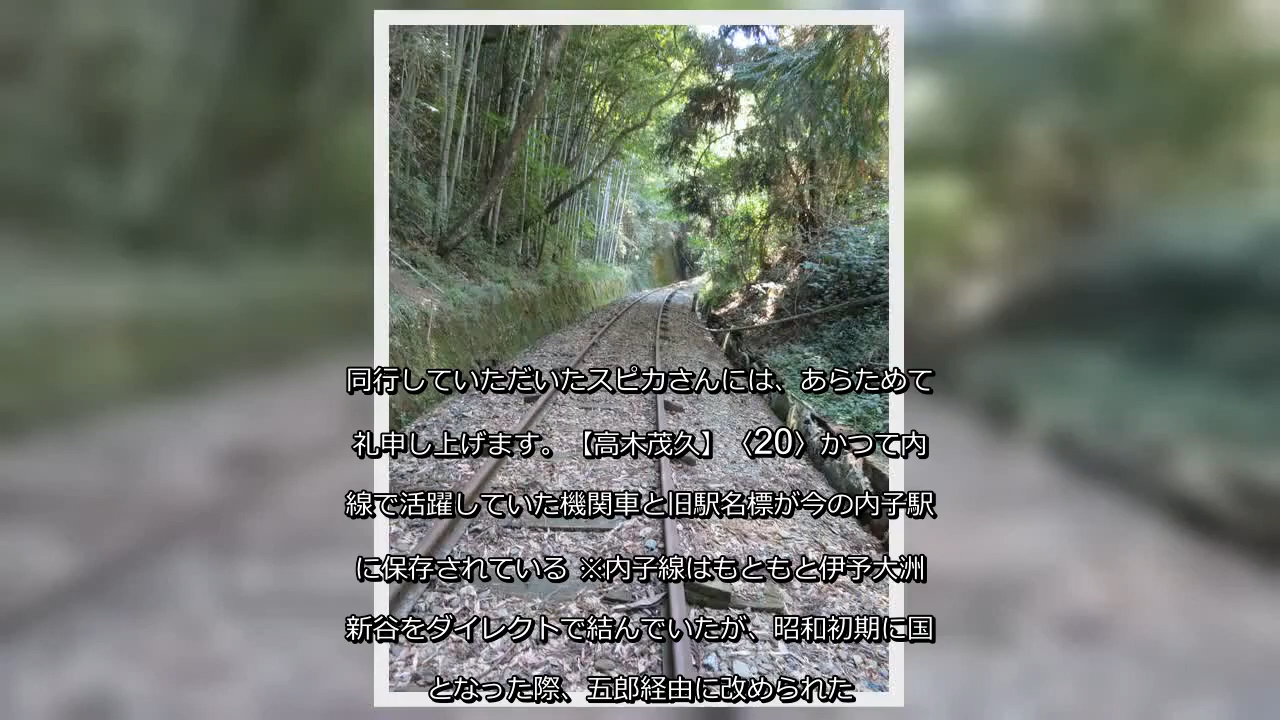 同行していただいたスピカさんには、あらためて
礼申し上げます。【高木茂久】〈20〉かつて内
線で活躍していた機関車と旧駅名標が今の内子駅
に保存されている ※内子線はもともと伊予大洲
新谷をダイレクトで結んでいたが、昭和初期に国
となった際、五郎経由に改められた